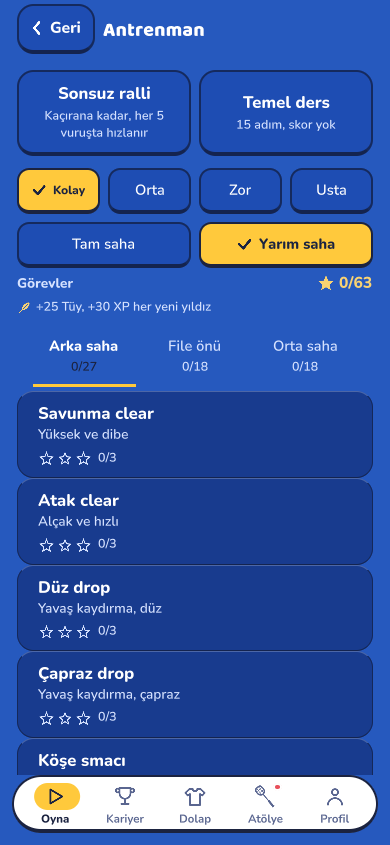 Geri
Antrenman
Sonsuz ralli
Kaçırana kadar, her 5
vuruşta hızlanır
Temel ders
15 adım, skor yok
Kolay
Orta
Zor
Usta
Tam saha
Yarım saha
Görevler
0/63
+25 Tüy, +30 XP her yeni yıldız
Arka saha
0/27
File önü
0/18
Orta saha
0/18
Savunma clear
Yüksek ve dibe
0/3
Atak clear
Alçak ve hızlı
0/3
Düz drop
Yavaş kaydırma, düz
0/3
Çapraz drop
Yavaş kaydırma, çapraz
0/3
Köşe smacı
Oyna
Kariyer
Dolap
Atölye
Profil